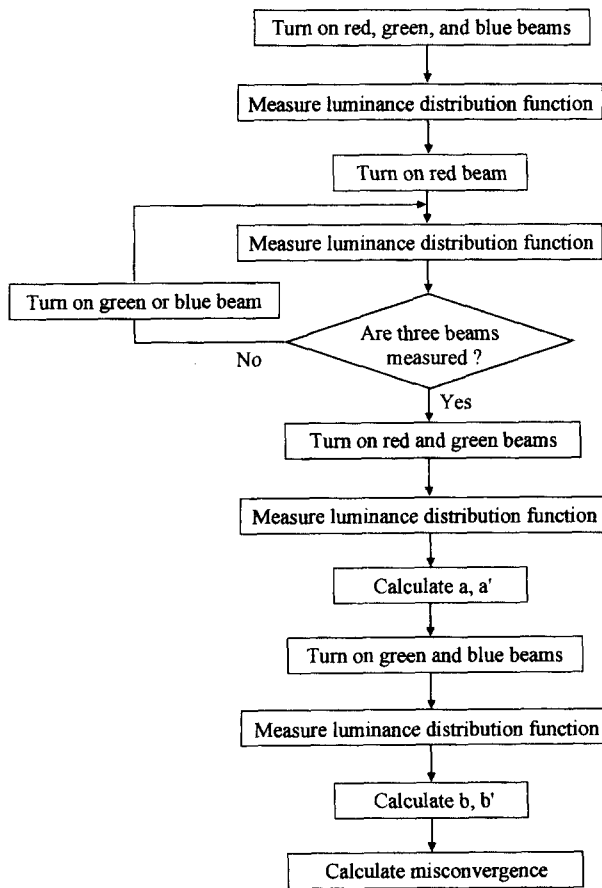 Turn on red, green, and blue beams
Measure luminance distribution function
Turn on red beam
Measure luminance distribution function
Turn on green or blue beam
Are three beams
measured ?
No
Yes
Turn on red and green beams
Measure luminance distribution function
Calculate a, a'
Turn on green and blue beams
Measure luminance distribution function
Calculate b, b'
Calculate misconvergence